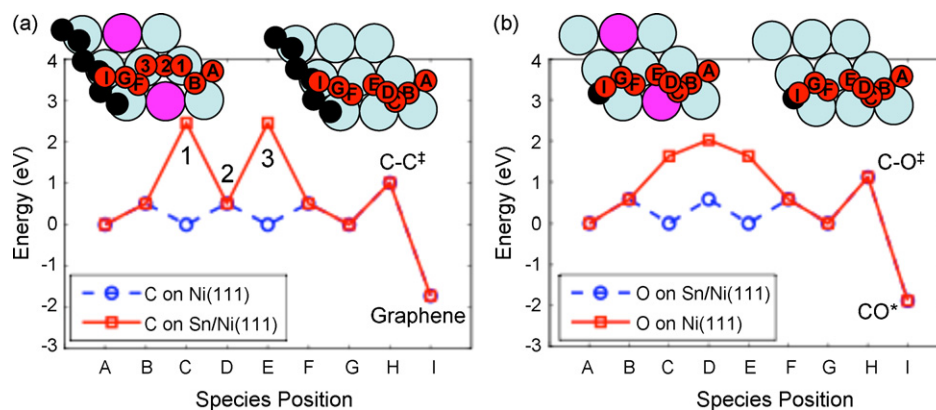 (a)
I G F 3 2 1 B A
I G F E D C B A
Energy (eV)
4
3
2
1
0
-1
-2
-3
1
2
3
C-C‡
Graphene
C on Ni(111)
C on Sn/Ni(111)
A B C D E F G H I
Species Position
(b)
I G F E D C B A
I G F E D C B A
Energy (eV)
4
3
2
1
0
-1
-2
-3
C-O‡
CO*
O on Sn/Ni(111)
O on Ni(111)
A B C D E F G H I
Species Position